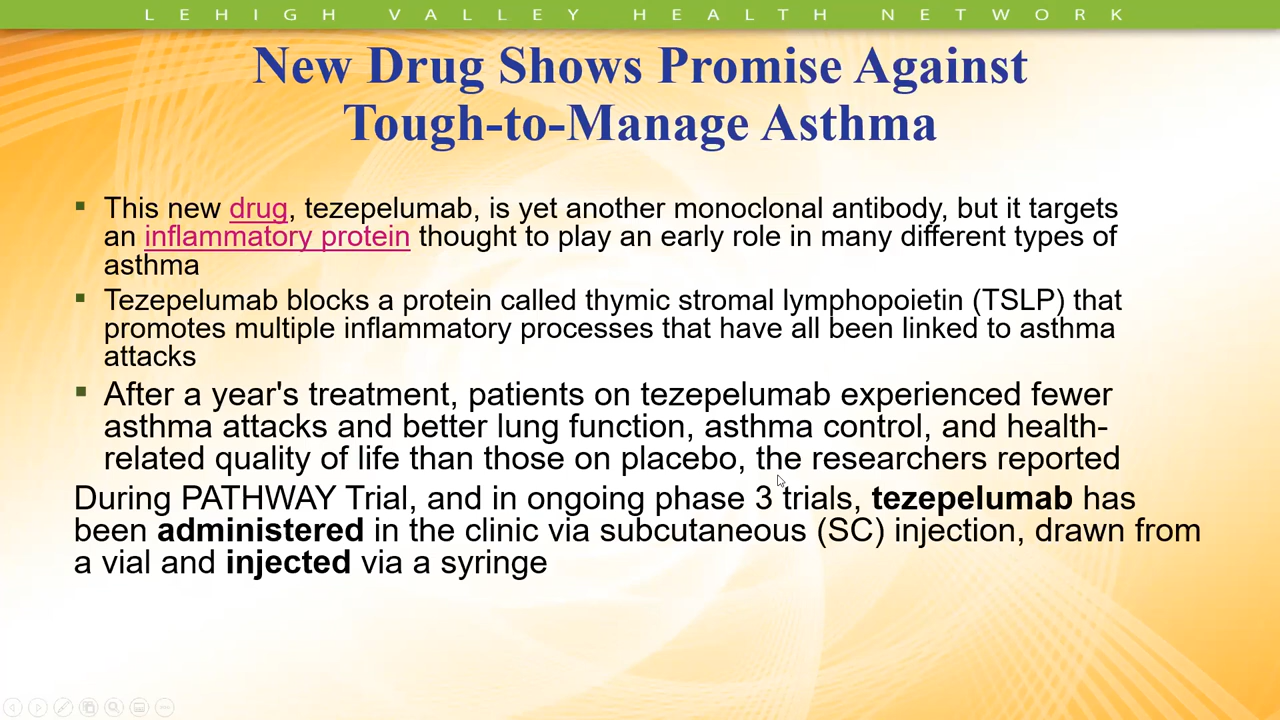 LEHIGH VALLEY HEALTH NETWORK
New Drug Shows Promise Against
Tough-to-Manage Asthma
▪ This new drug, tezepelumab, is yet another monoclonal antibody, but it targets
an inflammatory protein thought to play an early role in many different types of
asthma
▪ Tezepelumab blocks a protein called thymic stromal lymphopoietin (TSLP) that
promotes multiple inflammatory processes that have all been linked to asthma
attacks
▪ After a year's treatment, patients on tezepelumab experienced fewer
asthma attacks and better lung function, asthma control, and health-
related quality of life than those on placebo, the researchers reported
During PATHWAY Trial, and in ongoing phase 3 trials, tezepelumab has
been administered in the clinic via subcutaneous (SC) injection, drawn from
a vial and injected via a syringe